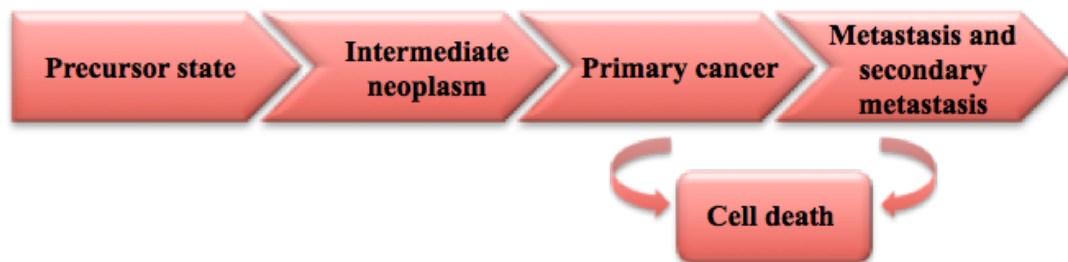 Precursor state
Intermediate
neoplasm
Primary cancer
Metastasis and
secondary
metastasis
Cell death